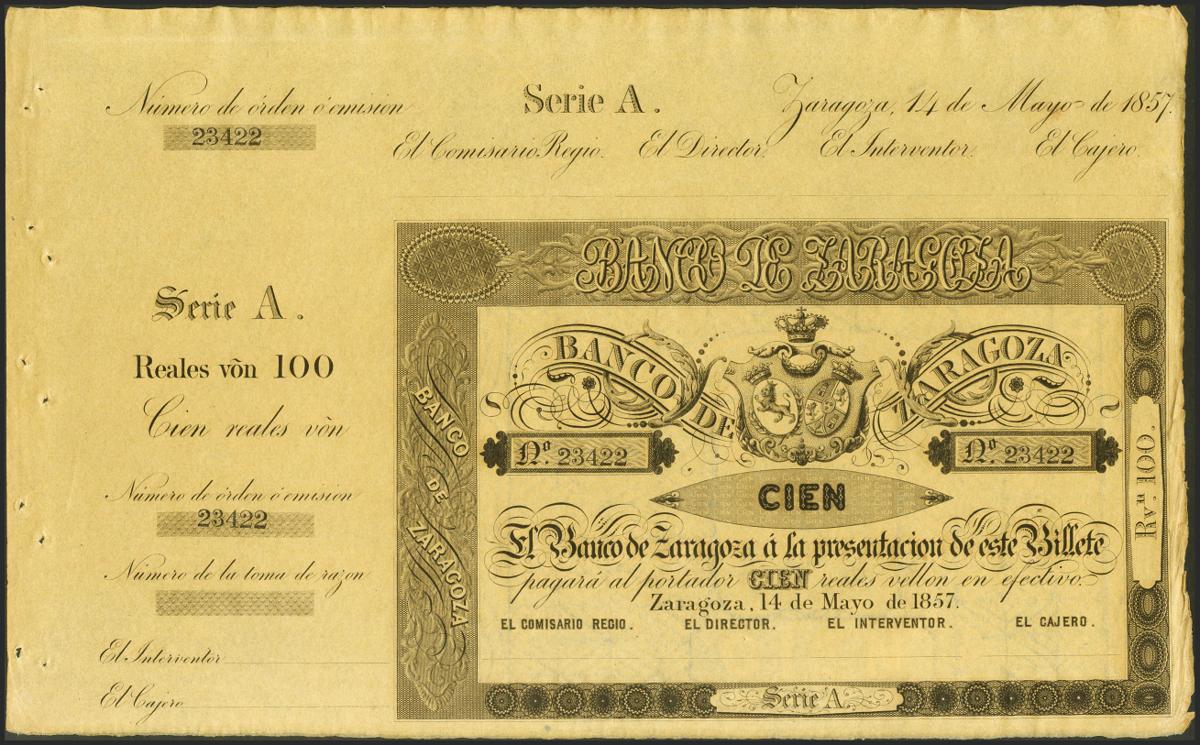 Número de órden ó emision
23422
Serie A.
Zaragoza, 14 de Mayo de 1857.
El Comisario Regio. El Director. El Interventor. El Cajero.
Serie A.
Reales võn 100
Cien reales võn
Número de órden ó emision
23422
Número de la toma de razon
El Interventor
El Cajero
BANCO DE ZARAGOZA
BANCO DE ZARAGOZA
BANCO DE ZARAGOZA
Nº. 23422
Nº. 23422
CIEN
El Banco de Zaragoza á la presentacion de este Billete
pagará al portador CIEN reales vellon en efectivo.
Zaragoza, 14 de Mayo de 1857.
EL COMISARIO REGIO. EL DIRECTOR. EL INTERVENTOR. EL CAJERO.
Serie A.
Rvn 100.